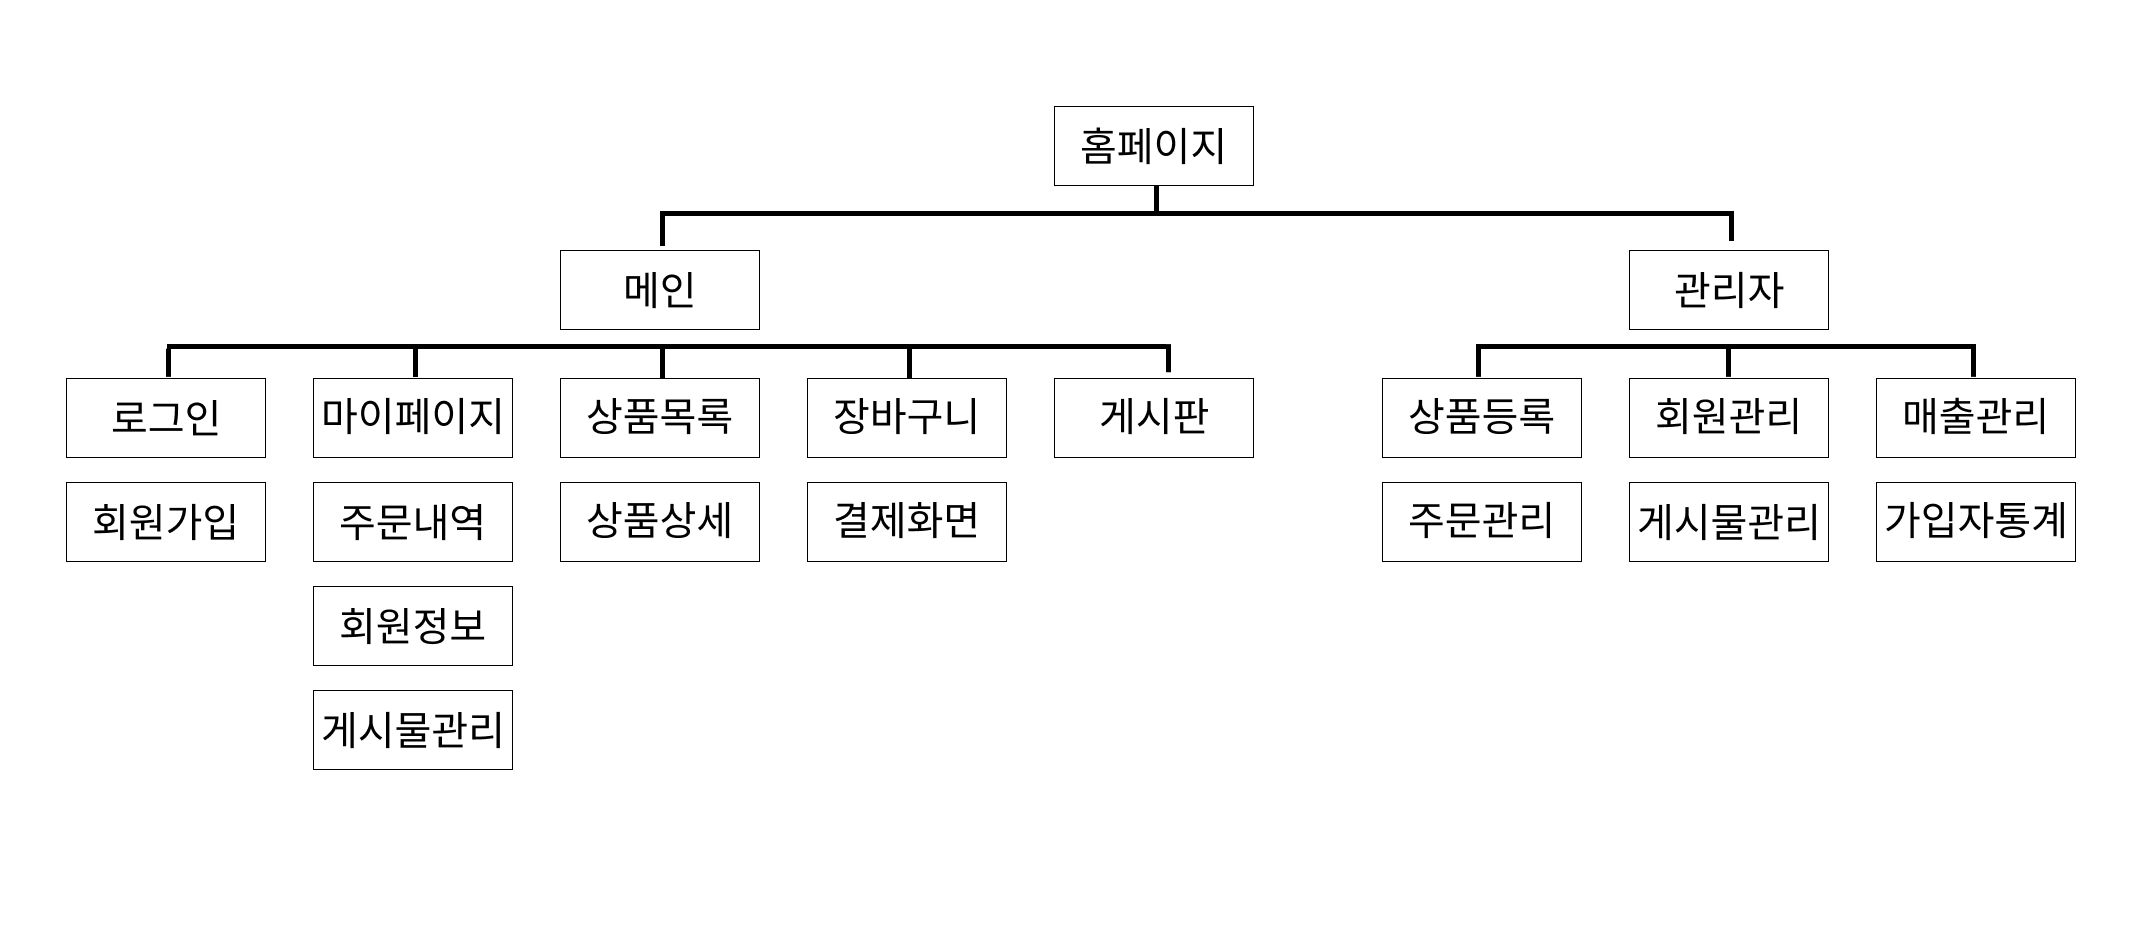 홈페이지
메인
관리자
로그인
마이페이지
상품목록
장바구니
게시판
상품등록
회원관리
매출관리
회원가입
주문내역
상품상세
결제화면
주문관리
게시물관리
가입자통계
회원정보
게시물관리